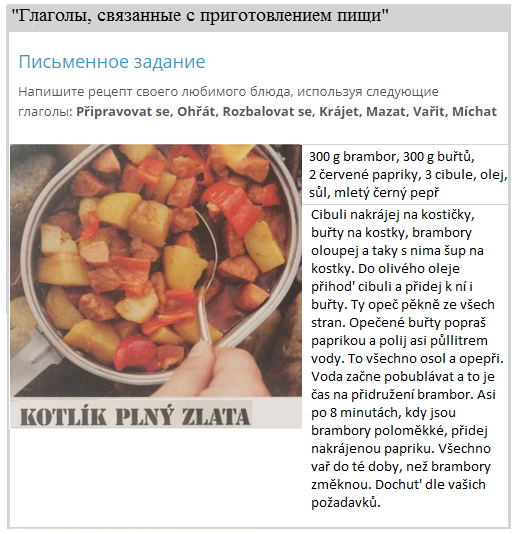 "Глаголы, связанные с приготовлением пищи"
Письменное задание
Напишите рецепт своего любимого блюда, используя следующие
глаголы: Připravovat se, Ohřát, Rozbalovat se, Krájet, Mazat, Vařit, Míchat
300 g brambor, 300 g buřtů,
2 červené papriky, 3 cibule, olej,
sůl, mletý černý pepř
Cibuli nakrájej na kostičky,
buřty na kostky, brambory
oloupej a taky s nima šup na
kostky. Do olivého oleje
přihod' cibuli a přidej k ní i
buřty. Ty opeč pěkně ze všech
stran. Opečené buřty popraš
paprikou a polij asi půllitrem
vody. To všechno osol a opepři.
Voda začne pobublávat a to je
čas na přidružení brambor. Asi
po 8 minutách, kdy jsou
brambory poloměkké, přidej
nakrájenou papriku. Všechno
vař do té doby, než brambory
změknou. Dochut' dle vašich
požadavků.
KOTLÍK PLNÝ ZLATA